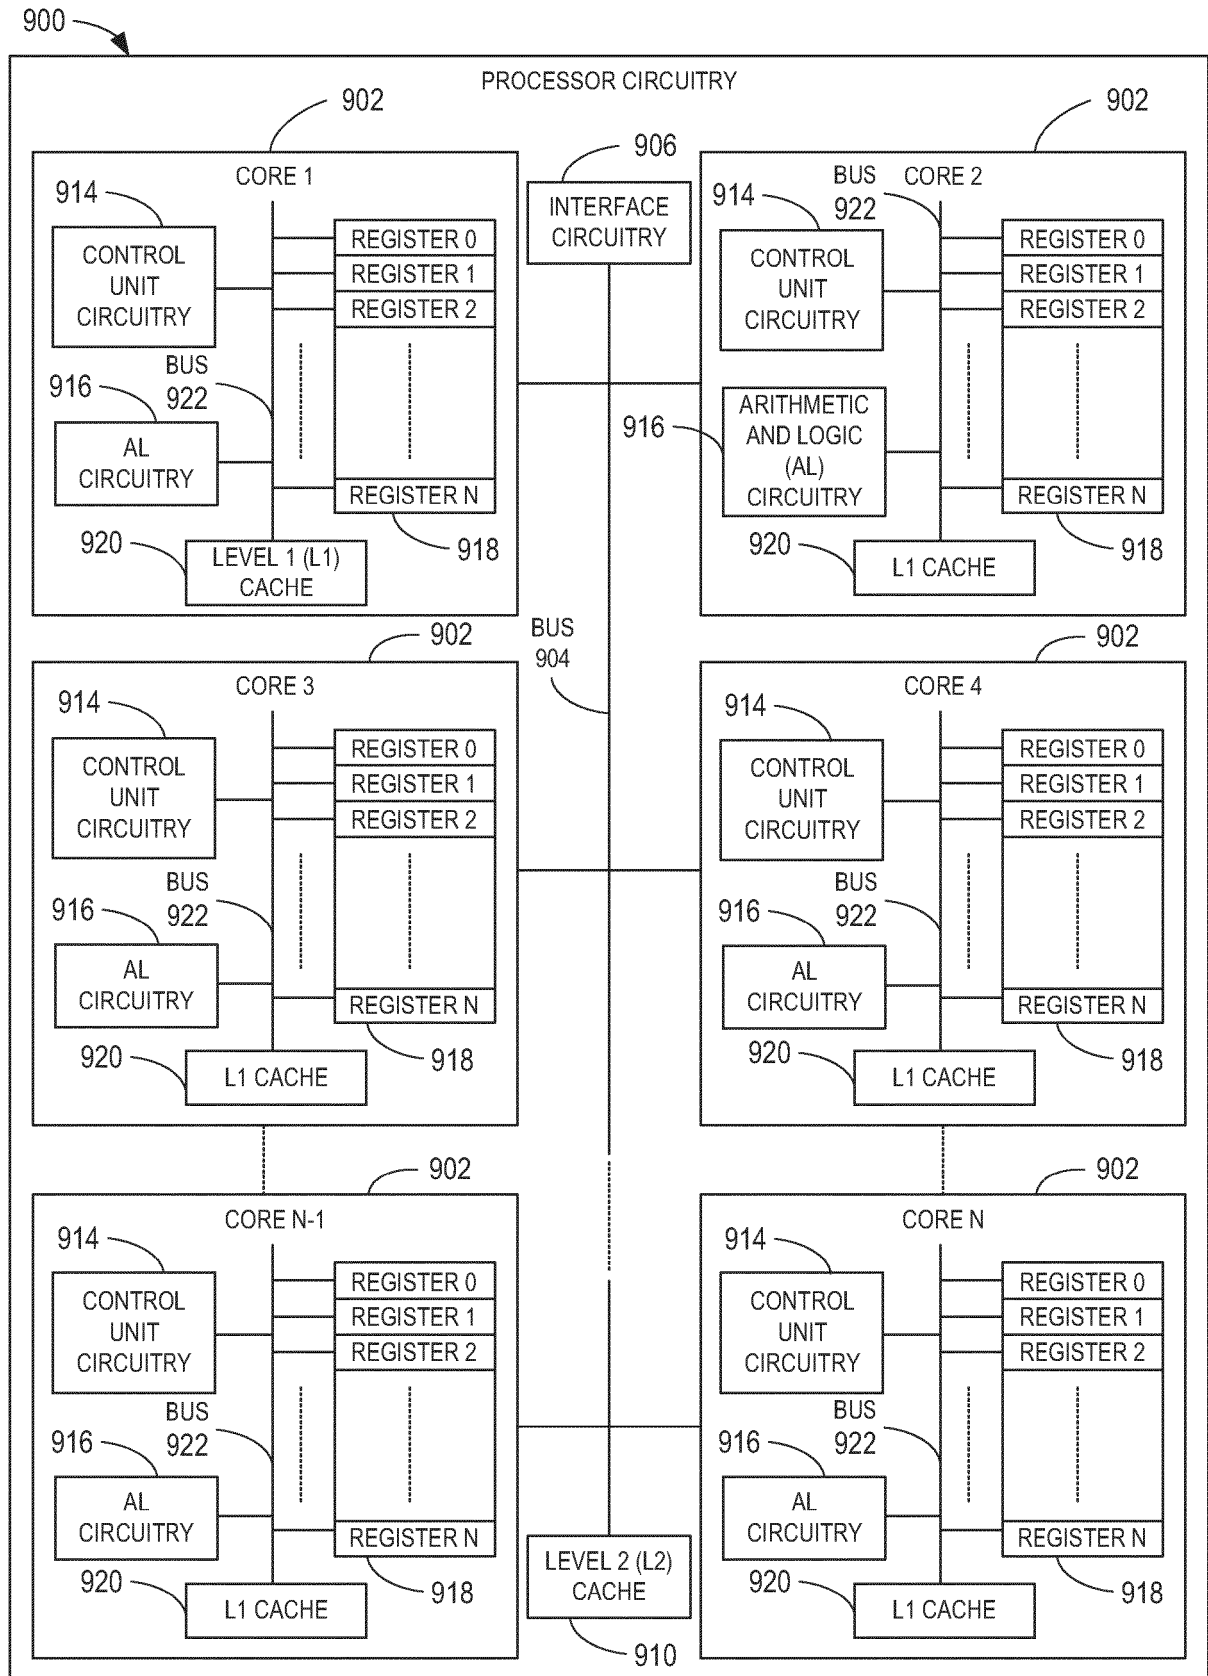 900
PROCESSOR CIRCUITRY
902
CORE 1
914
CONTROL
UNIT
CIRCUITRY
REGISTER 0
REGISTER 1
REGISTER 2
BUS
922
916
AL
CIRCUITRY
REGISTER N
918
920
LEVEL 1 (L1)
CACHE
906
INTERFACE
CIRCUITRY
902
CORE 2
BUS
922
914
CONTROL
UNIT
CIRCUITRY
REGISTER 0
REGISTER 1
REGISTER 2
916
ARITHMETIC
AND LOGIC
(AL)
CIRCUITRY
REGISTER N
918
920
L1 CACHE
BUS
904
902
CORE 3
914
CONTROL
UNIT
CIRCUITRY
REGISTER 0
REGISTER 1
REGISTER 2
BUS
922
916
AL
CIRCUITRY
REGISTER N
918
920
L1 CACHE
902
CORE 4
914
CONTROL
UNIT
CIRCUITRY
REGISTER 0
REGISTER 1
REGISTER 2
BUS
922
916
AL
CIRCUITRY
REGISTER N
918
920
L1 CACHE
902
CORE N-1
914
CONTROL
UNIT
CIRCUITRY
REGISTER 0
REGISTER 1
REGISTER 2
BUS
922
916
AL
CIRCUITRY
REGISTER N
918
920
L1 CACHE
LEVEL 2 (L2)
CACHE
910
902
CORE N
914
CONTROL
UNIT
CIRCUITRY
REGISTER 0
REGISTER 1
REGISTER 2
BUS
922
916
AL
CIRCUITRY
REGISTER N
918
920
L1 CACHE